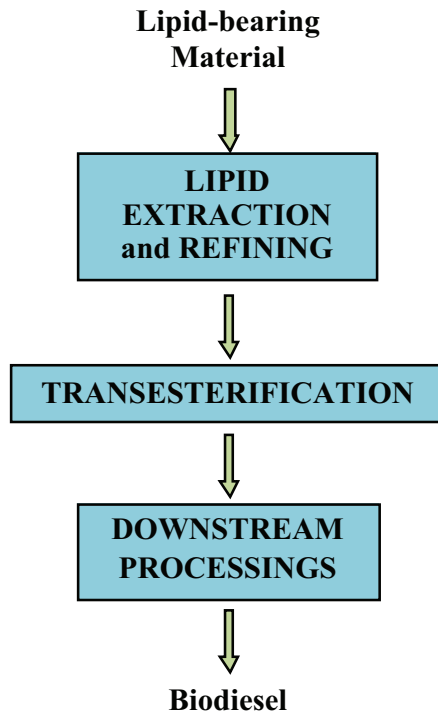 Lipid-bearing
Material
LIPID
EXTRACTION
and REFINING
TRANSESTERIFICATION
DOWNSTREAM
PROCESSINGS
Biodiesel